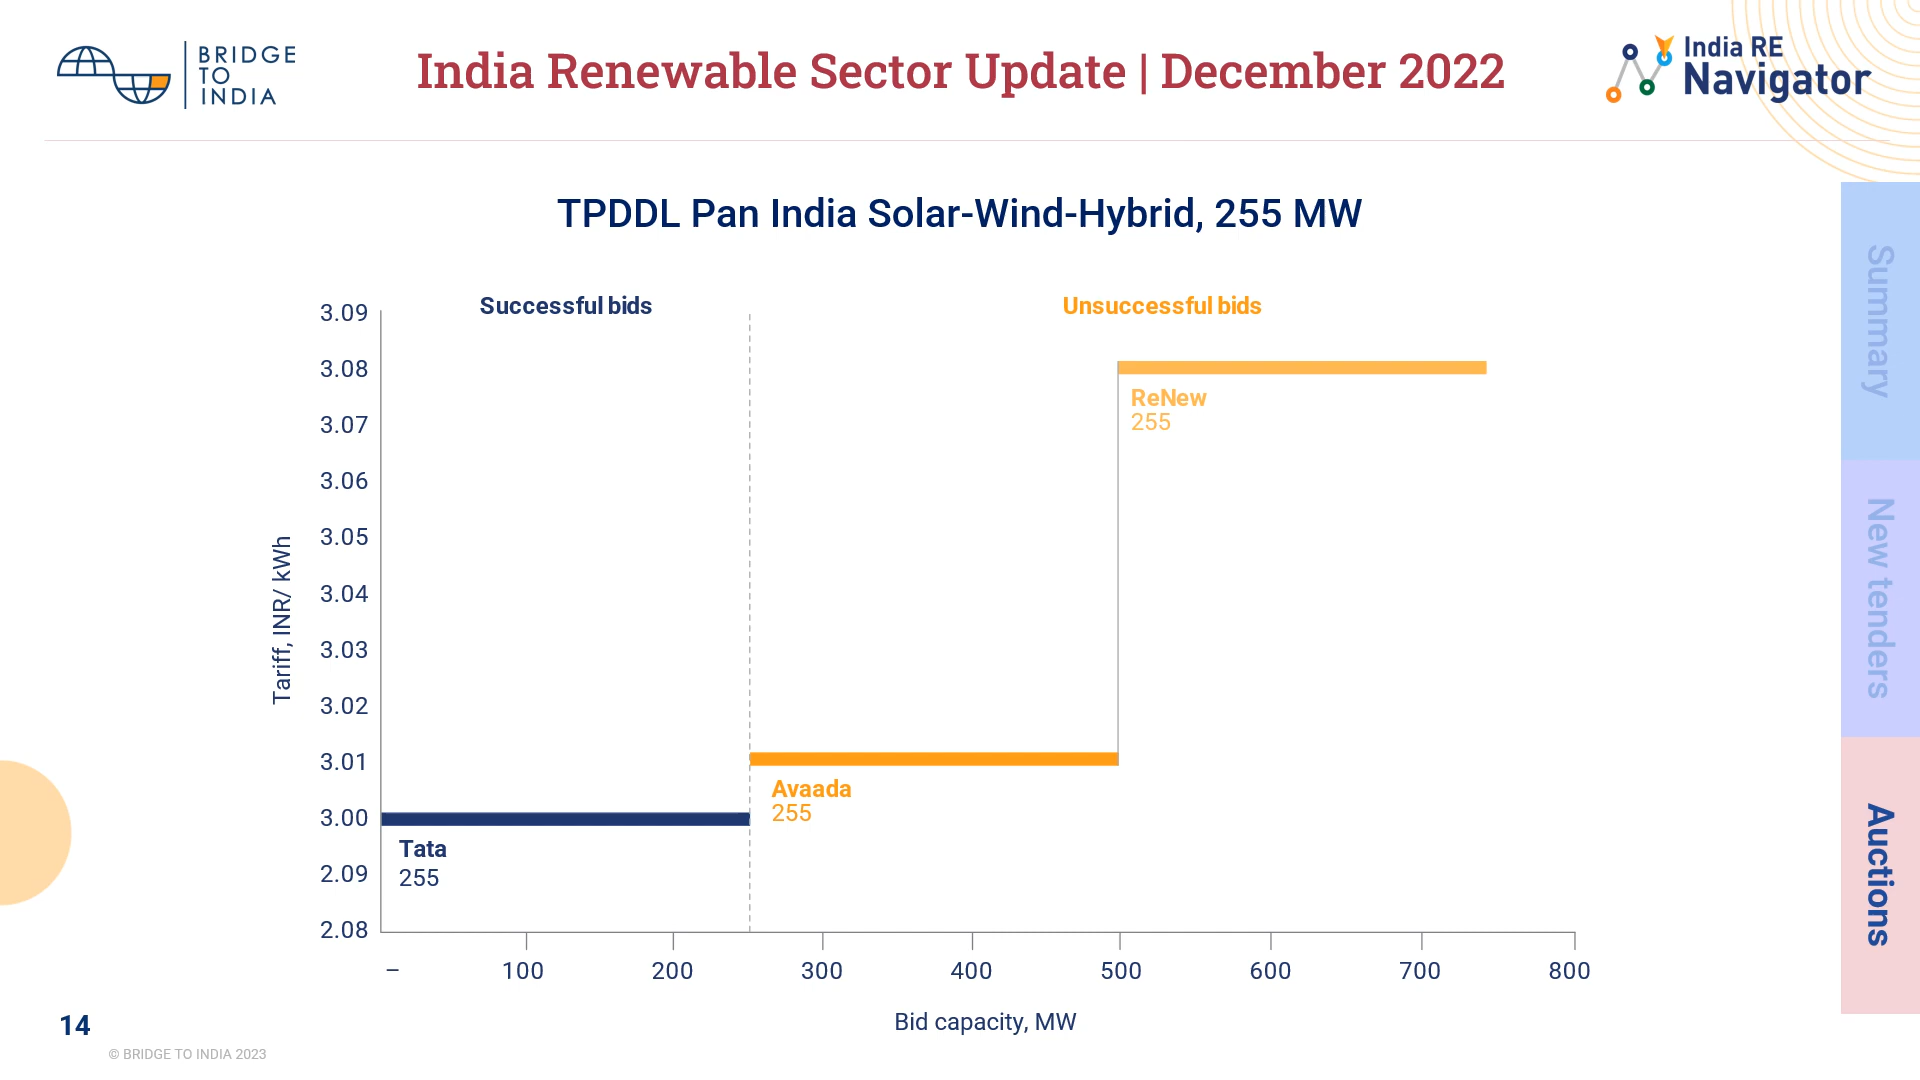 BRIDGE
TO
INDIA
India Renewable Sector Update | December 2022
India RE
Navigator
TPDDL Pan India Solar-Wind-Hybrid, 255 MW
Successful bids
Unsuccessful bids
3.09
3.08
3.07
3.06
3.05
3.04
3.03
3.02
3.01
3.00
2.09
2.08
Tariff, INR/ kWh
ReNew
255
Avaada
255
Tata
255
– 100 200 300 400 500 600 700 800
Bid capacity, MW
Summary
New tenders
Auctions
14
© BRIDGE TO INDIA 2023